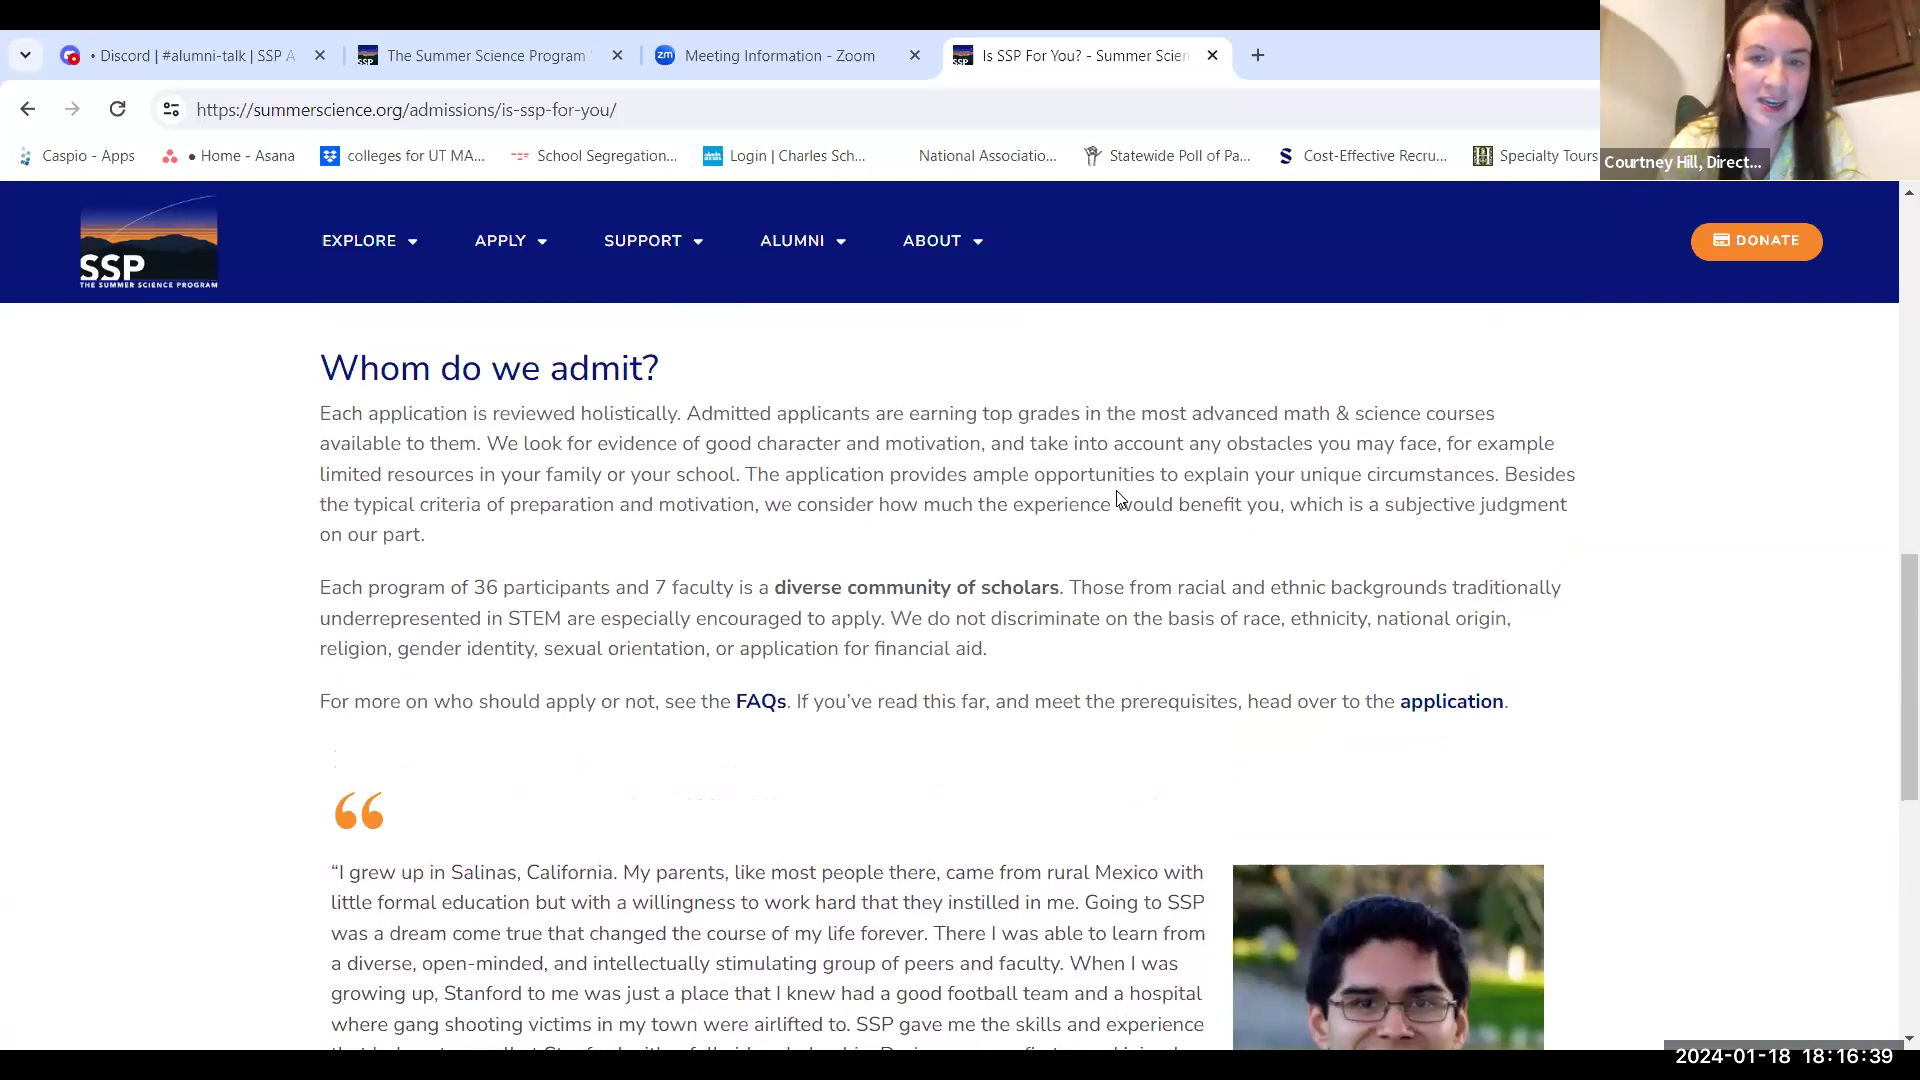 • Discord | #alumni-talk | SSP A
The Summer Science Program
zm Meeting Information - Zoom
SSP Is SSP For You? - Summer Scien
https://summerscience.org/admissions/is-ssp-for-you/
Caspio - Apps
• Home - Asana
colleges for UT MA...
School Segregation...
Login | Charles Sch...
National Associatio...
Statewide Poll of Pa...
S Cost-Effective Recru...
Specialty Tours
Courtney Hill, Direct...
SSP
THE SUMMER SCIENCE PROGRAM
EXPLORE
APPLY
SUPPORT
ALUMNI
ABOUT
DONATE
Whom do we admit?
Each application is reviewed holistically. Admitted applicants are earning top grades in the most advanced math & science courses
available to them. We look for evidence of good character and motivation, and take into account any obstacles you may face, for example
limited resources in your family or your school. The application provides ample opportunities to explain your unique circumstances. Besides
the typical criteria of preparation and motivation, we consider how much the experience would benefit you, which is a subjective judgment
on our part.
Each program of 36 participants and 7 faculty is a diverse community of scholars. Those from racial and ethnic backgrounds traditionally
underrepresented in STEM are especially encouraged to apply. We do not discriminate on the basis of race, ethnicity, national origin,
religion, gender identity, sexual orientation, or application for financial aid.
For more on who should apply or not, see the FAQs. If you’ve read this far, and meet the prerequisites, head over to the application.
“I grew up in Salinas, California. My parents, like most people there, came from rural Mexico with
little formal education but with a willingness to work hard that they instilled in me. Going to SSP
was a dream come true that changed the course of my life forever. There I was able to learn from
a diverse, open-minded, and intellectually stimulating group of peers and faculty. When I was
growing up, Stanford to me was just a place that I knew had a good football team and a hospital
where gang shooting victims in my town were airlifted to. SSP gave me the skills and experience
2024-01-18 18:16:39